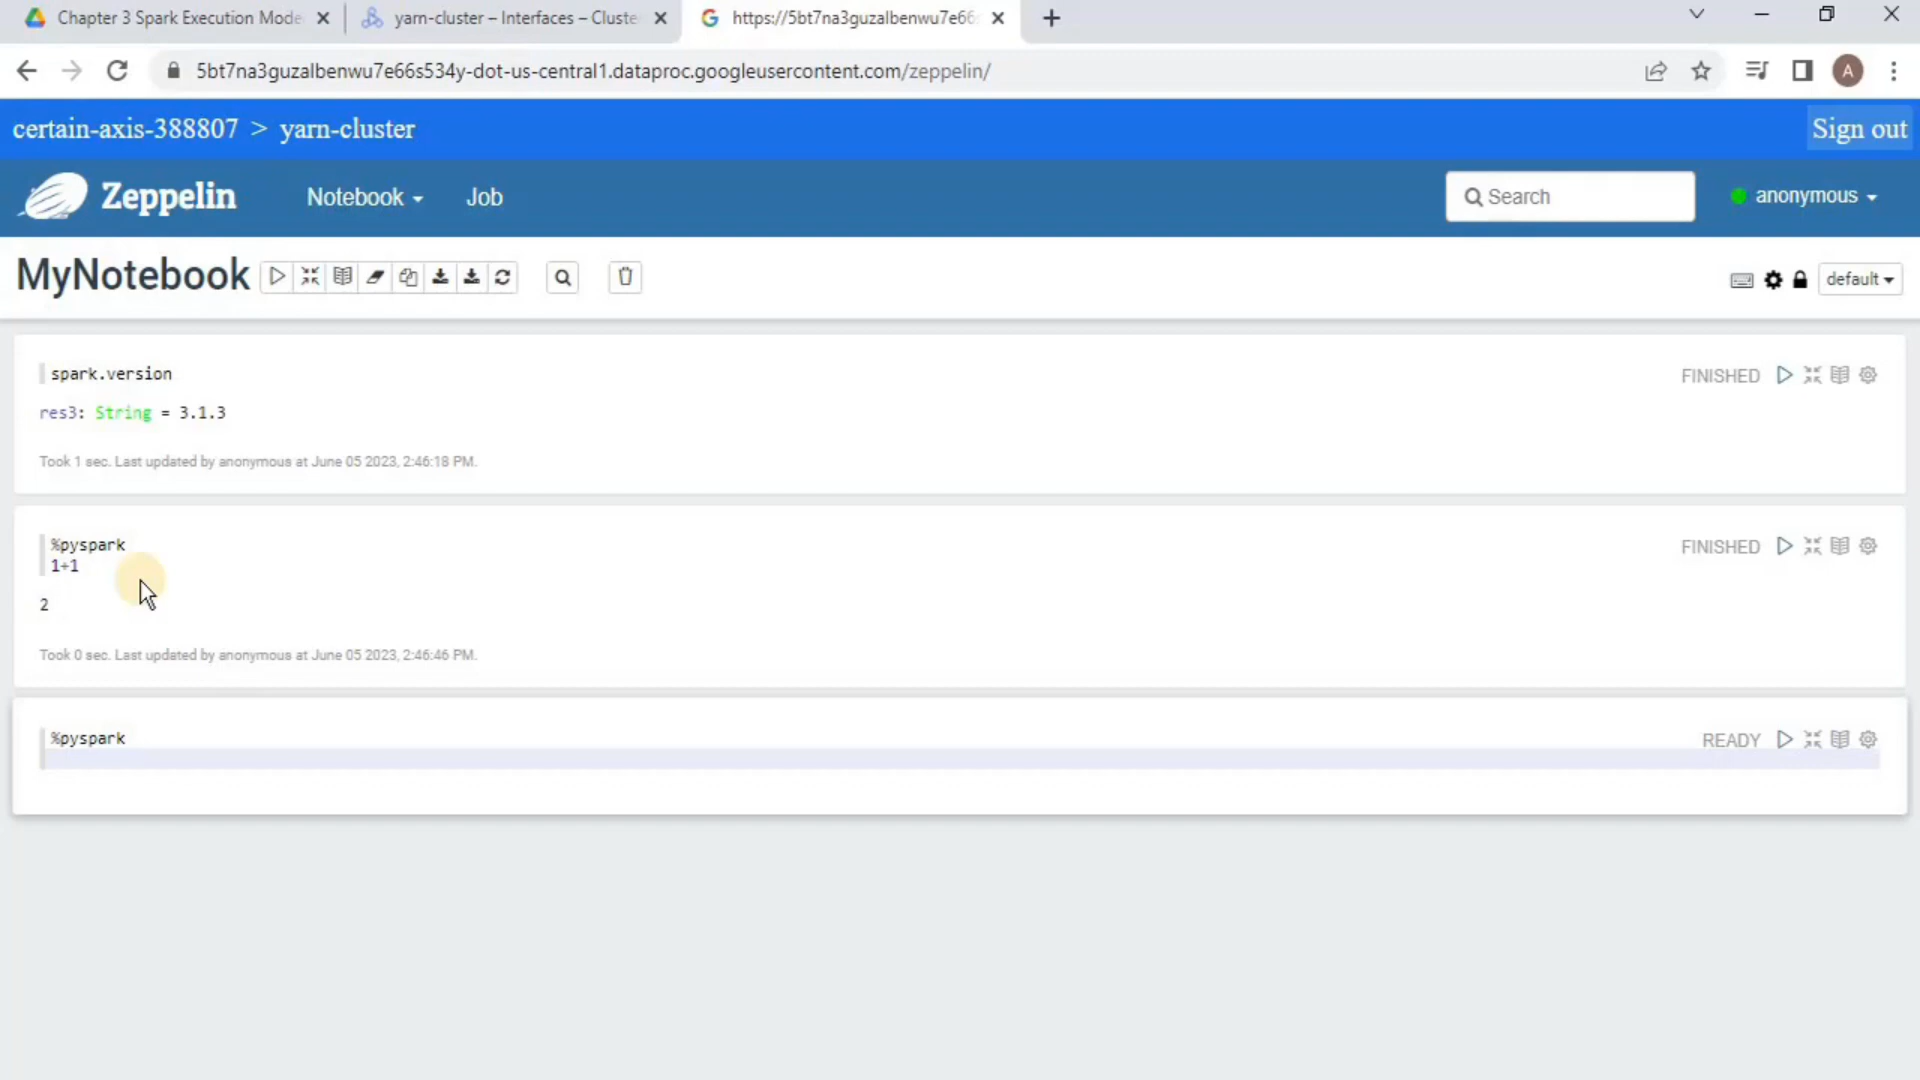 Chapter 3 Spark Execution Mode
yarn-cluster – Interfaces – Cluste
https://5bt7na3guzalbenwu7e66
5bt7na3guzalbenwu7e66s534y-dot-us-central1.dataproc.googleusercontent.com/zeppelin/
A
certain-axis-388807 > yarn-cluster
Sign out
Zeppelin
Notebook
Job
Search
anonymous
MyNotebook
default
spark.version
FINISHED
res3: String = 3.1.3
Took 1 sec. Last updated by anonymous at June 05 2023, 2:46:18 PM.
%pyspark
FINISHED
1+1
2
Took 0 sec. Last updated by anonymous at June 05 2023, 2:46:46 PM.
%pyspark
READY